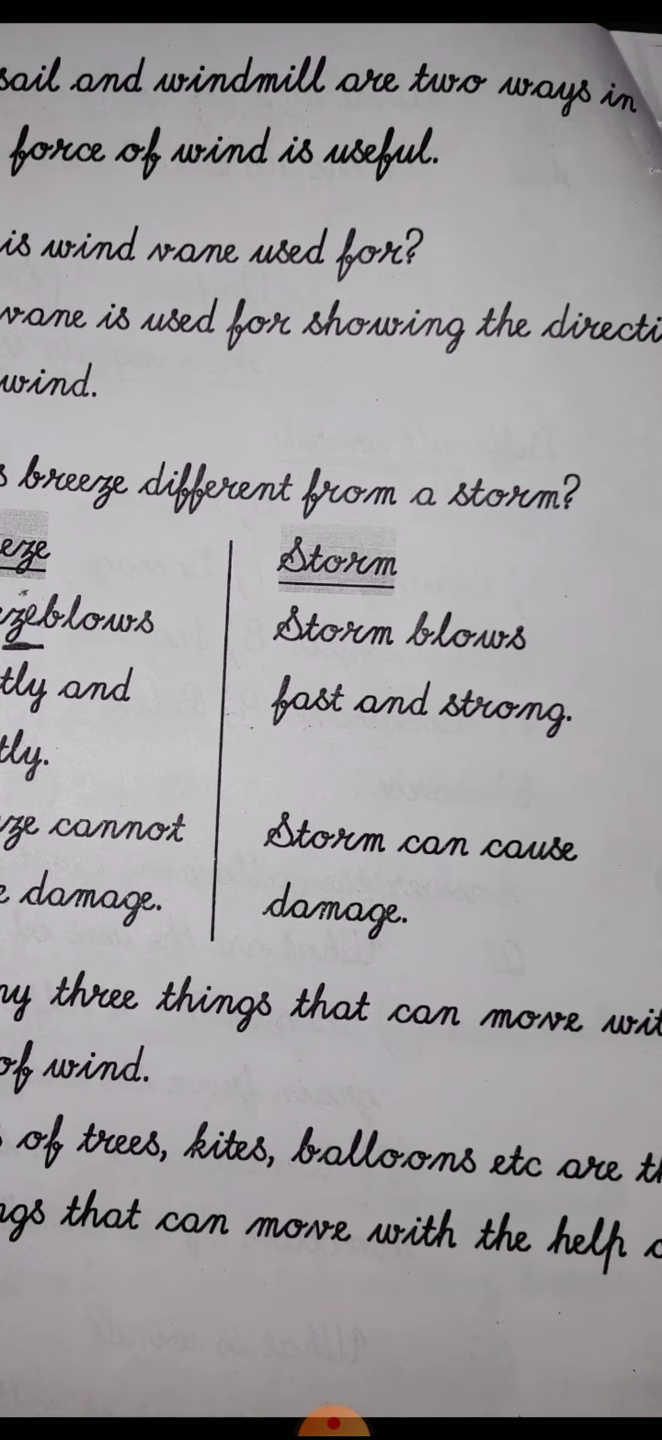 sail and windmill are two ways in
force of wind is useful.
is wind vane used for?
vane is used for showing the directi
wind.
s breeze different from a storm?
eze
Storm
ezeblows
Storm blows
tly and
fast and strong.
tly.
ze cannot
Storm can cause
e damage.
damage.
ny three things that can move wit
of wind.
s of trees, kites, balloons etc are th
ngs that can move with the help o